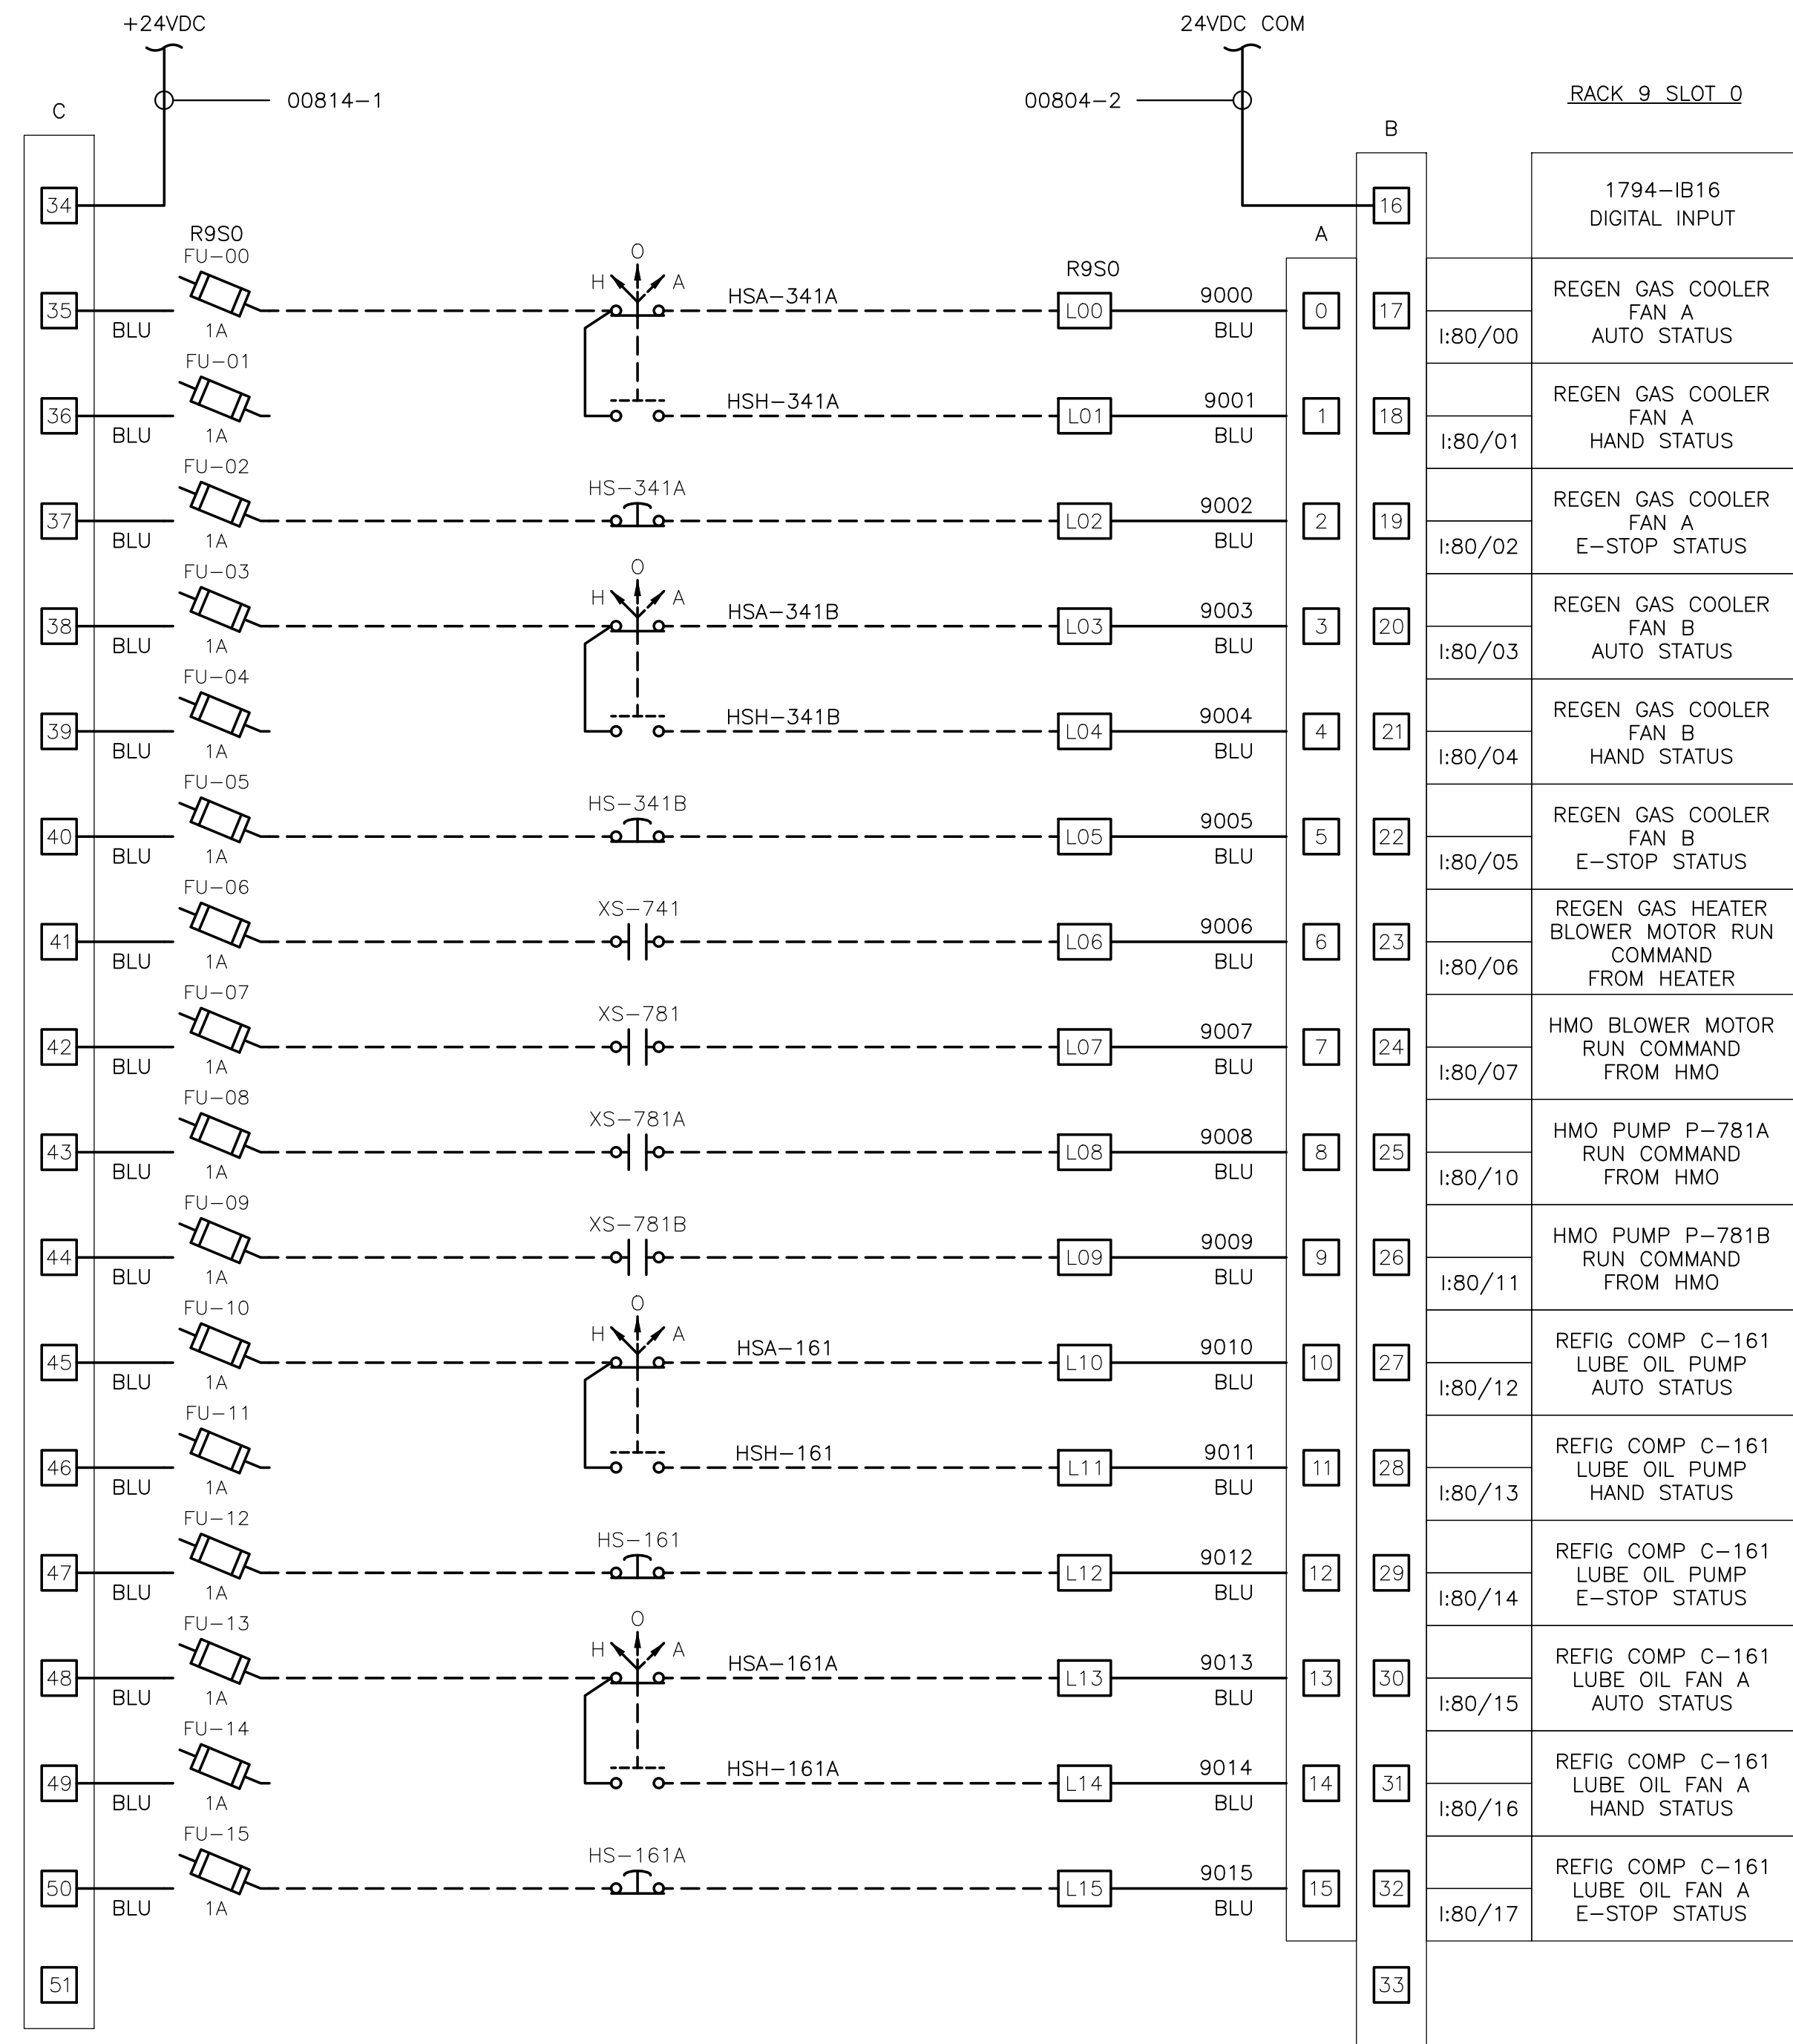 +24VDC
24VDC COM
00814-1
00804-2
RACK 9 SLOT 0
C
B
34
16
1794-IB16
DIGITAL INPUT
A
R9S0
FU-00
35
BLU
1A
H
O
A
HSA-341A
R9S0
L00
9000
BLU
0
17
I:80/00
REGEN GAS COOLER
FAN A
AUTO STATUS
FU-01
36
BLU
1A
HSH-341A
L01
9001
BLU
1
18
I:80/01
REGEN GAS COOLER
FAN A
HAND STATUS
FU-02
37
BLU
1A
HS-341A
L02
9002
BLU
2
19
I:80/02
REGEN GAS COOLER
FAN A
E-STOP STATUS
FU-03
38
BLU
1A
H
O
A
HSA-341B
L03
9003
BLU
3
20
I:80/03
REGEN GAS COOLER
FAN B
AUTO STATUS
FU-04
39
BLU
1A
HSH-341B
L04
9004
BLU
4
21
I:80/04
REGEN GAS COOLER
FAN B
HAND STATUS
FU-05
40
BLU
1A
HS-341B
L05
9005
BLU
5
22
I:80/05
REGEN GAS COOLER
FAN B
E-STOP STATUS
FU-06
41
BLU
1A
XS-741
L06
9006
BLU
6
23
I:80/06
REGEN GAS HEATER
BLOWER MOTOR RUN
COMMAND
FROM HEATER
FU-07
42
BLU
1A
XS-781
L07
9007
BLU
7
24
I:80/07
HMO BLOWER MOTOR
RUN COMMAND
FROM HMO
FU-08
43
BLU
1A
XS-781A
L08
9008
BLU
8
25
I:80/10
HMO PUMP P-781A
RUN COMMAND
FROM HMO
FU-09
44
BLU
1A
XS-781B
L09
9009
BLU
9
26
I:80/11
HMO PUMP P-781B
RUN COMMAND
FROM HMO
FU-10
45
BLU
1A
H
O
A
HSA-161
L10
9010
BLU
10
27
I:80/12
REFIG COMP C-161
LUBE OIL PUMP
AUTO STATUS
FU-11
46
BLU
1A
HSH-161
L11
9011
BLU
11
28
I:80/13
REFIG COMP C-161
LUBE OIL PUMP
HAND STATUS
FU-12
47
BLU
1A
HS-161
L12
9012
BLU
12
29
I:80/14
REFIG COMP C-161
LUBE OIL PUMP
E-STOP STATUS
FU-13
48
BLU
1A
H
O
A
HSA-161A
L13
9013
BLU
13
30
I:80/15
REFIG COMP C-161
LUBE OIL FAN A
AUTO STATUS
FU-14
49
BLU
1A
HSH-161A
L14
9014
BLU
14
31
I:80/16
REFIG COMP C-161
LUBE OIL FAN A
HAND STATUS
FU-15
50
BLU
1A
HS-161A
L15
9015
BLU
15
32
I:80/17
REFIG COMP C-161
LUBE OIL FAN A
E-STOP STATUS
51
33